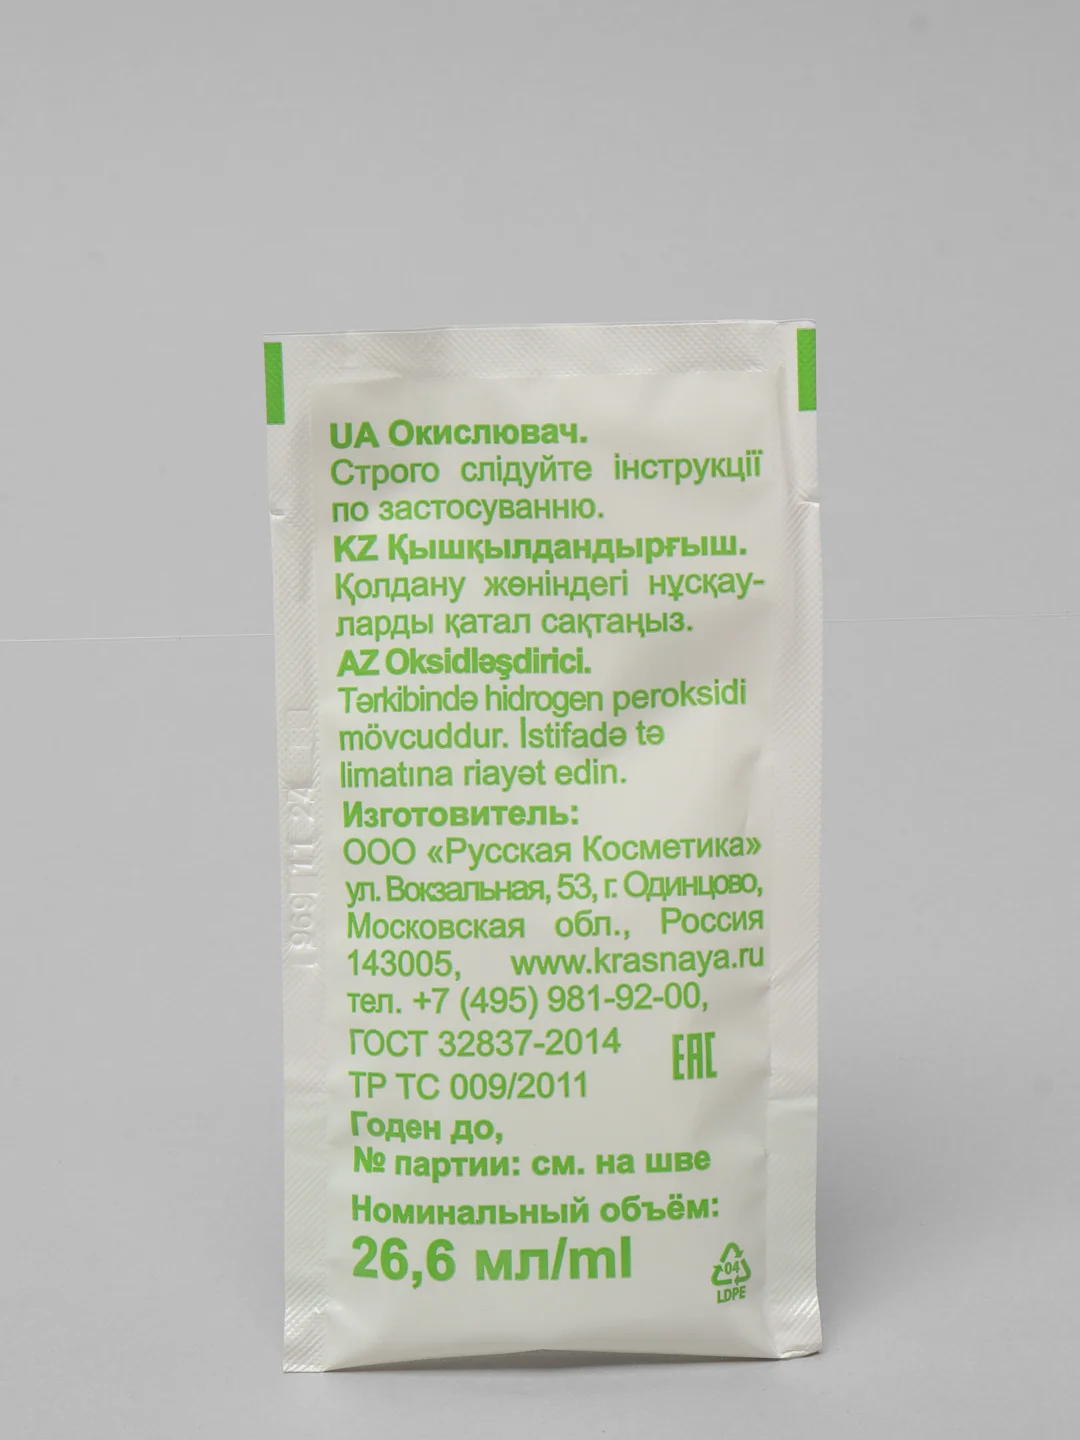 UA Окислювач.
Строго слідуйте інструкції
по застосуванню.
KZ Қышқылдандырғыш.
Қолдану жөніндегі нұсқау-
ларды қатал сақтаңыз.
AZ Oksidləşdirici.
Tərkibində hidrogen peroksidi
mövcuddur. İstifadə tə
limatına riayət edin.
Изготовитель:
ООО «Русская Косметика»
ул. Вокзальная, 53, г. Одинцово,
Московская обл., Россия
143005, www.krasnaya.ru
тел. +7 (495) 981-92-00,
ГОСТ 32837-2014
ЕАС
ТР ТС 009/2011
Годен до,
№ партии: см. на шве
Номинальный объём:
26,6 мл/ml
04
LDPE